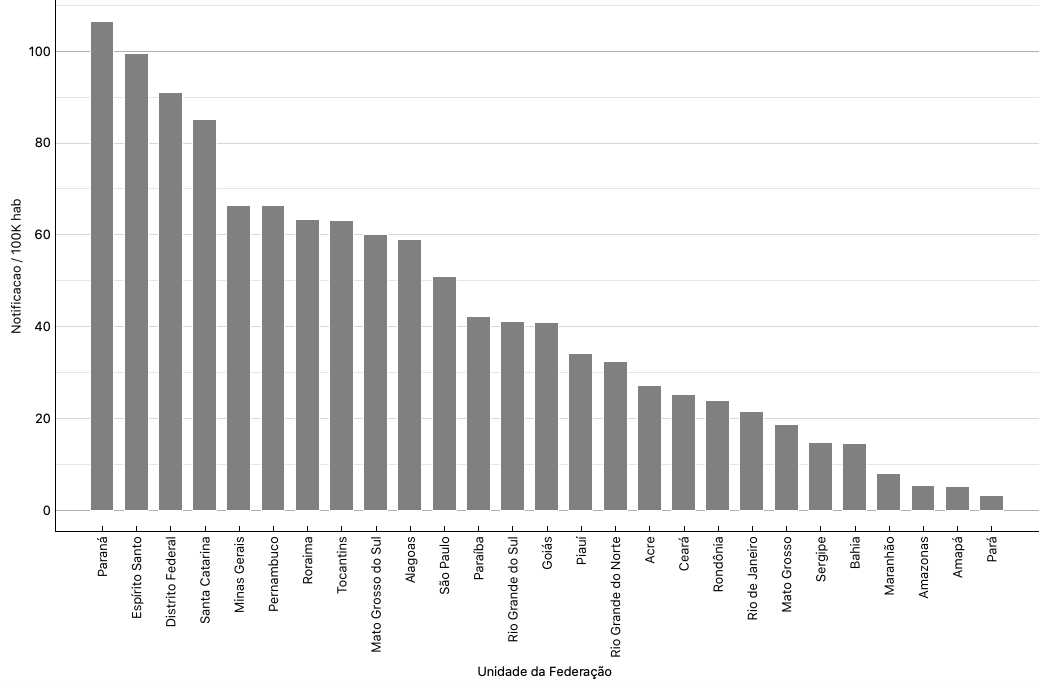 Notificacao / 100K hab
100
80
60
40
20
0
Paraná
Espírito Santo
Distrito Federal
Santa Catarina
Minas Gerais
Pernambuco
Roraima
Tocantins
Mato Grosso do Sul
Alagoas
São Paulo
Paraíba
Rio Grande do Sul
Goiás
Piauí
Rio Grande do Norte
Acre
Ceará
Rondônia
Rio de Janeiro
Mato Grosso
Sergipe
Bahia
Maranhão
Amazonas
Amapá
Pará
Unidade da Federação